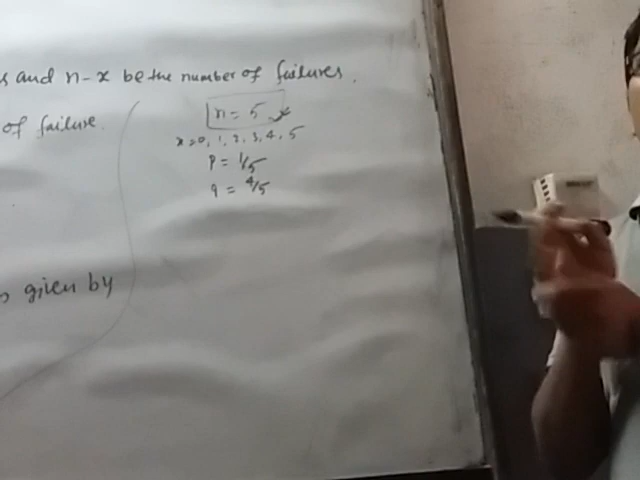 and n-x be the number of failures.
of failure.
n = 5
x = 0, 1, 2, 3, 4, 5
p = 1/5
q = 4/5
given by